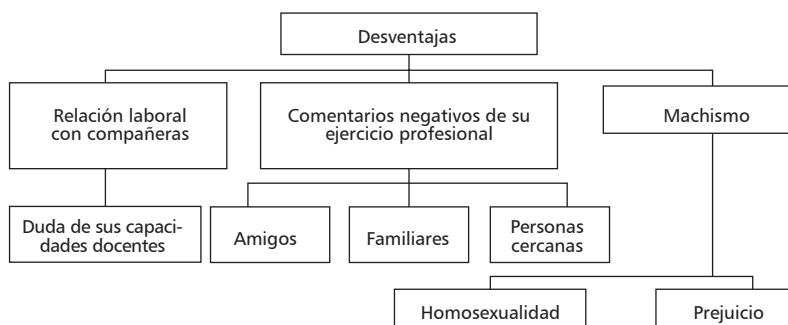 Desventajas
Relación laboral
con compañeras
Comentarios negativos de su
ejercicio profesional
Machismo
Duda de sus capaci-
dades docentes
Amigos
Familiares
Personas
cercanas
Homosexualidad
Prejuicio